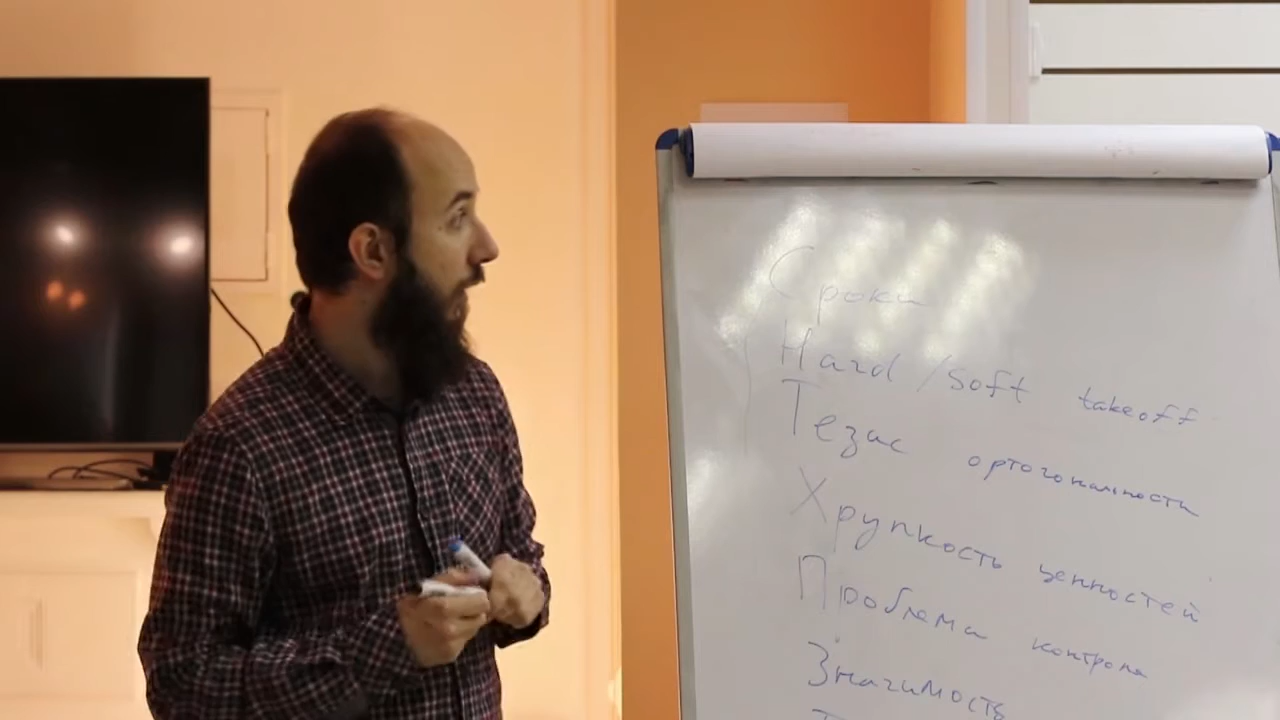 Сроки
Hard / Soft takeoff
Тезис ортогональности
Хрупкость ценностей
Проблема контроля
Значимость